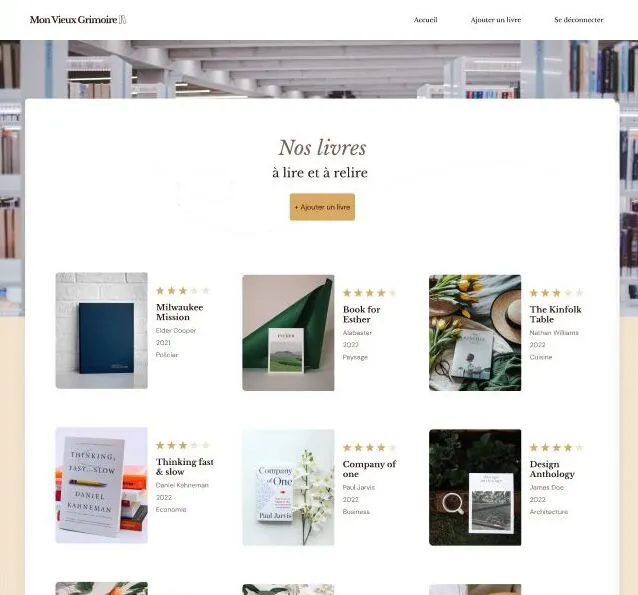 Mon Vieux Grimoire
Accueil
Ajouter un livre
Se déconnecter
Nos livres
à lire et à relire
+ Ajouter un livre
Milwaukee
Mission
Elder Cooper
2021
Policier
ESTHER
Book for
Esther
Alabaster
2022
Paysage
KINFOLK
The Kinfolk
Table
Nathan Williams
2022
Cuisine
THINKING,
FAST AND SLOW
DANIEL
KAHNEMAN
Thinking fast
& slow
Daniel Kahneman
2022
Economie
Company
of One
Paul Jarvis
Company of
one
Paul Jarvis
2022
Business
Design
Anthology
James Doe
2022
Architecture